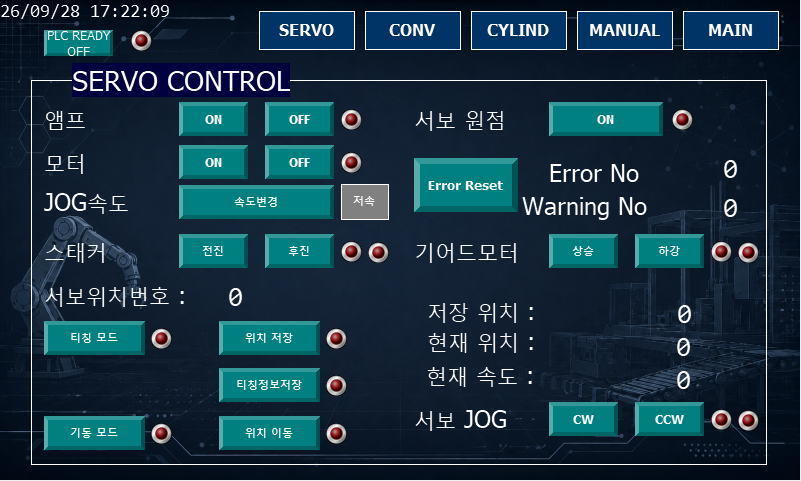 26/09/28 17:22:09
PLC READY
OFF
SERVO CONV CYLIND MANUAL MAIN
SERVO CONTROL
앰프 ON OFF 서보 원점 ON
모터 ON OFF
Error Reset Error No 0
JOG속도 속도변경 저속 Warning No 0
스태커 전진 후진 기어드모터 상승 하강
서보위치번호 : 0
저장 위치 : 0
티칭 모드 위치 저장 현재 위치 : 0
티칭정보저장 현재 속도 : 0
기동 모드 위치 이동 서보 JOG CW CCW